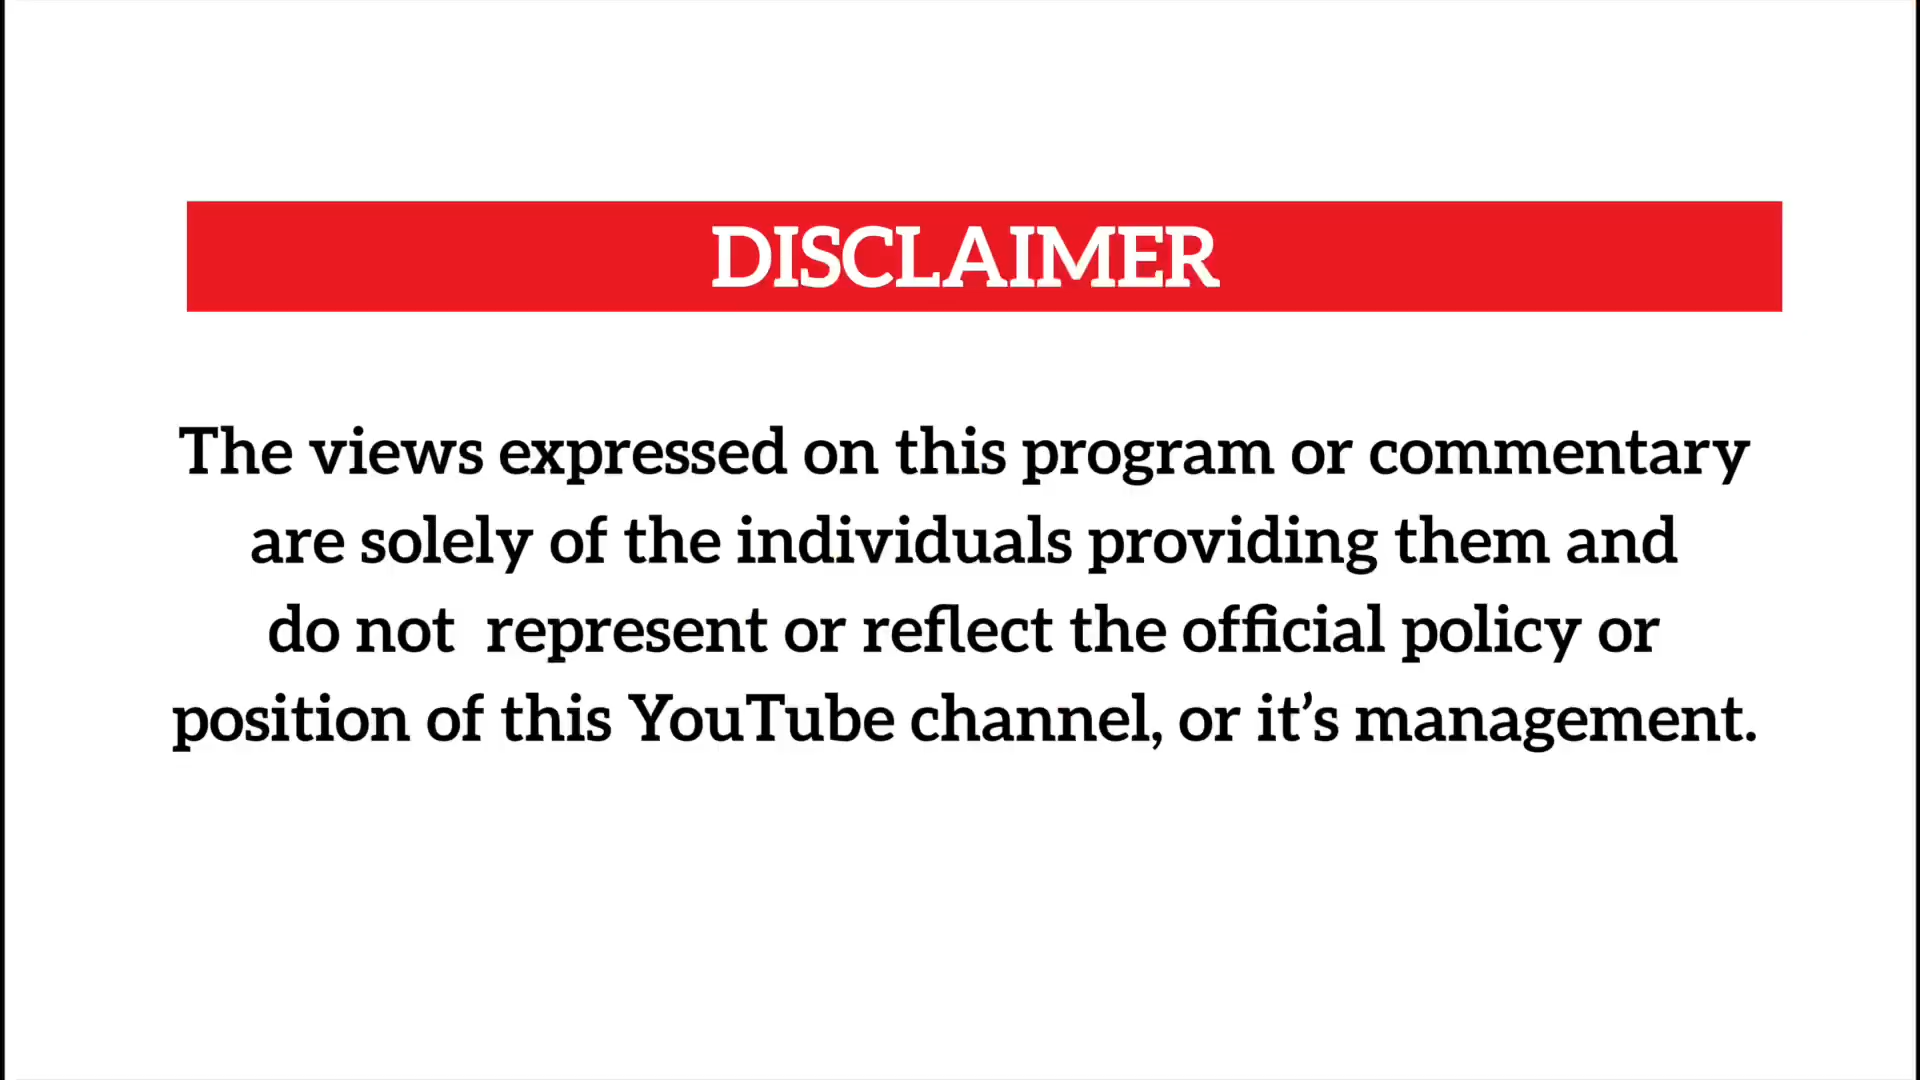 DISCLAIMER
The views expressed on this program or commentary
are solely of the individuals providing them and
do not  represent or reflect the official policy or
position of this YouTube channel, or it’s management.